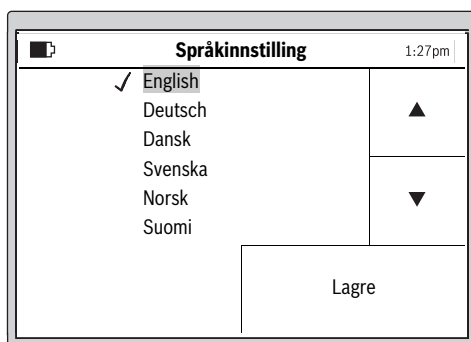 Språkinnstilling 1:27pm
English
Deutsch
Dansk
Svenska
Norsk
Suomi
Lagre